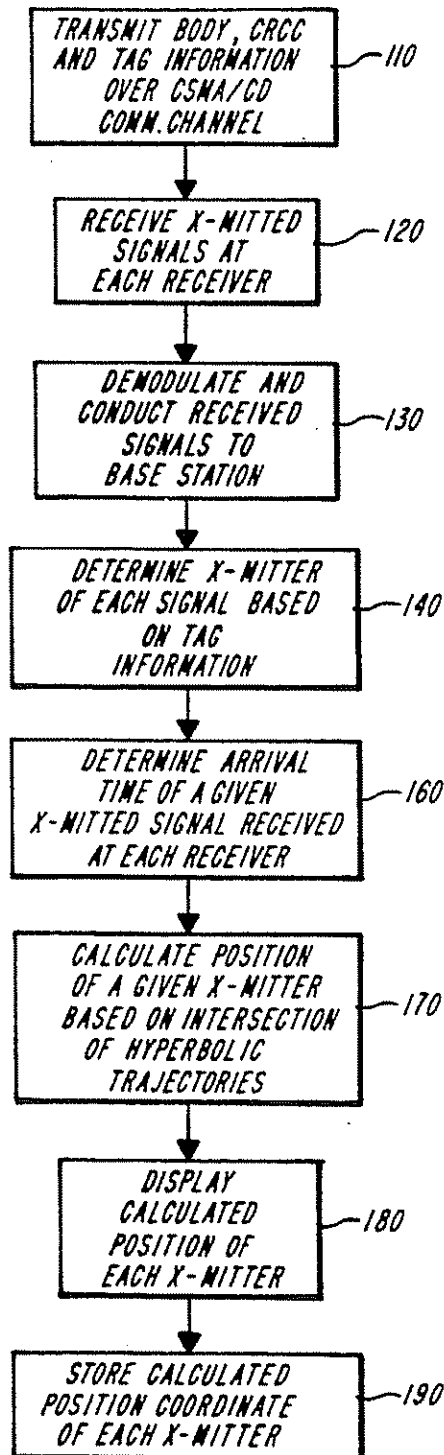 TRANSMIT BODY, CRCC
AND TAG INFORMATION
OVER CSMA/CD
COMM. CHANNEL
110
RECEIVE X-MITTED
SIGNALS AT
EACH RECEIVER
120
DEMODULATE AND
CONDUCT RECEIVED
SIGNALS TO
BASE STATION
130
DETERMINE X-MITTER
OF EACH SIGNAL BASED
ON TAG
INFORMATION
140
DETERMINE ARRIVAL
TIME OF A GIVEN
X-MITTED SIGNAL RECEIVED
AT EACH RECEIVER
160
CALCULATE POSITION
OF A GIVEN X-MITTER
BASED ON INTERSECTION
OF HYPERBOLIC
TRAJECTORIES
170
DISPLAY
CALCULATED
POSITION OF
EACH X-MITTER
180
STORE CALCULATED
POSITION COORDINATE
OF EACH X-MITTER
190